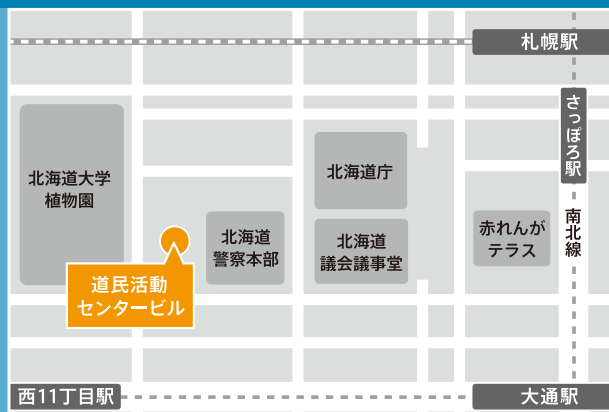 札幌駅
さっぽろ駅
北海道大学
植物園
北海道庁
南北線
赤れんが
テラス
北海道
警察本部
北海道
議会議事堂
道民活動
センタービル
西11丁目駅
大通駅